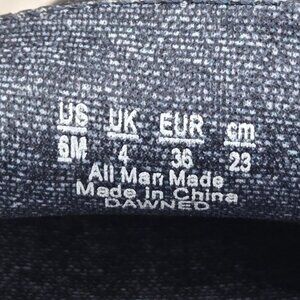 US UK EUR cm
6M 4 36 23
All Man Made
Made in China
DAWNED